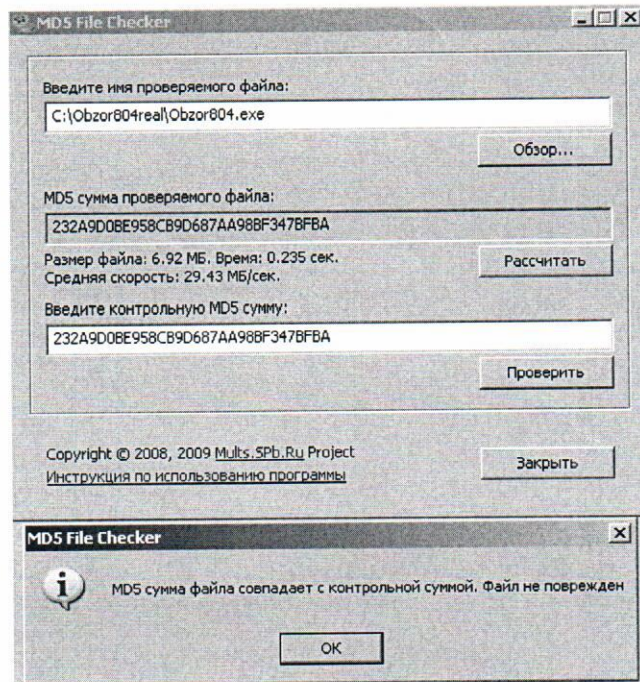 MD5 File Checker
Введите имя проверяемого файла:
C:\Obzor804real\Obzor804.exe
Обзор...
MD5 сумма проверяемого файла:
232A9D0BE958CB9D687AA98BF347BFBA
Размер файла: 6.92 МБ. Время: 0.235 сек.
Рассчитать
Средняя скорость: 29.43 МБ/сек.
Введите контрольную MD5 сумму:
232A9D0BE958CB9D687AA98BF347BFBA
Проверить
Copyright © 2008, 2009 Mults.SPb.Ru Project
Закрыть
Инструкция по использованию программы
MD5 File Checker
MD5 сумма файла совпадает с контрольной суммой. Файл не поврежден
OK